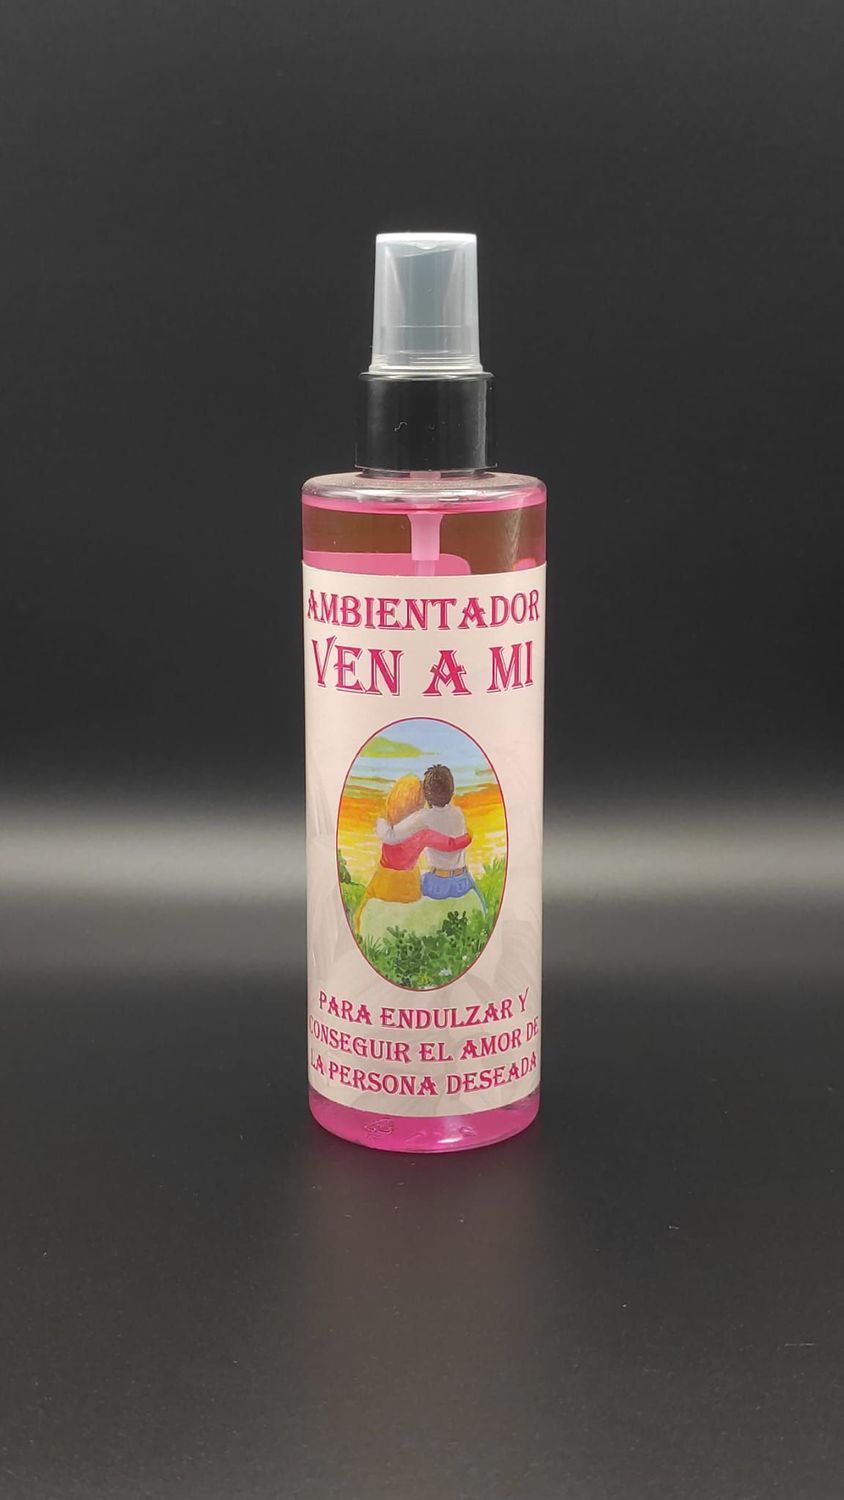 AMBIENTADOR
VEN A MI
PARA ENDULZAR Y
CONSEGUIR EL AMOR DE
LA PERSONA DESEADA